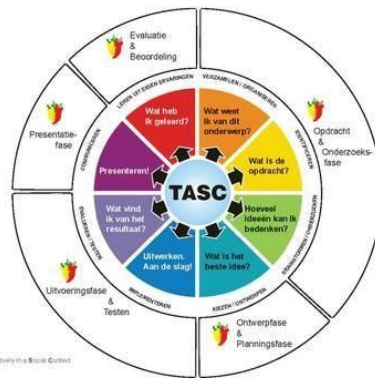 TASC
Wat heb
ik geleerd?
Wat weet
ik van dit
onderwerp?
Wat is de
opdracht?
Hoeveel
ideeën kan ik
bedenken?
Wat is het
beste idee?
Uitwerken.
Aan de slag!
Wat vind
ik van het
resultaat?
Presenteren!
LEREN UIT EIGEN ERVARINGEN
VERZAMELEN / ORGANISEREN
IDENTIFICEREN
BRAINSTORMEN / ONDERZOEKEN
KIEZEN / ONTWERPEN
IMPLEMENTEREN
EVALUEREN / TESTEN
COMMUNICEREN
Evaluatie
&
Beoordeling
Opdracht
&
Onderzoeks-
fase
Ontwerpfase
&
Planningsfase
Uitvoeringsfase
&
Testen
Presentatie-
fase
in a Social Context